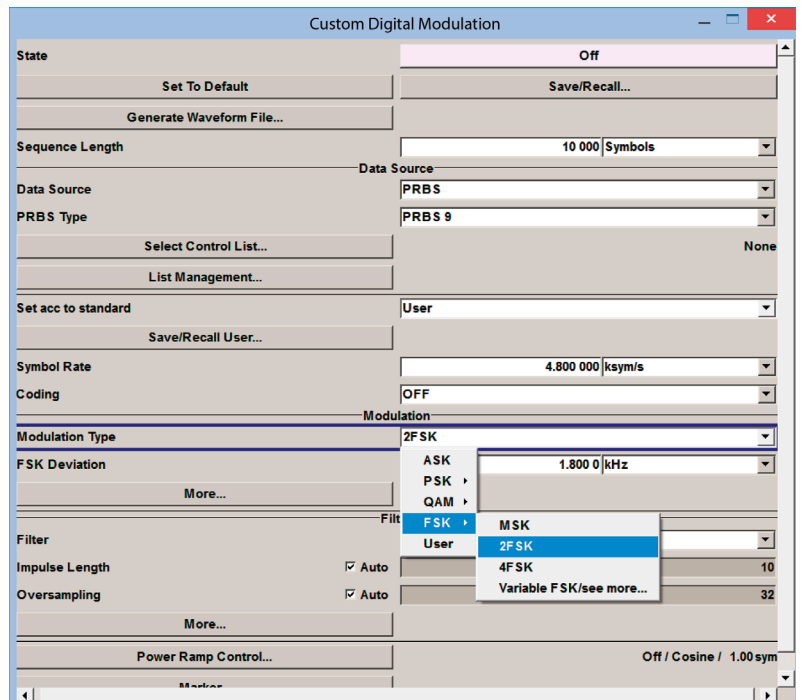 Custom Digital Modulation
State Off
Set To Default Save/Recall...
Generate Waveform File...
Sequence Length 10 000 Symbols
Data Source
Data Source PRBS
PRBS Type PRBS 9
Select Control List... None
List Management...
Set acc to standard User
Save/Recall User...
Symbol Rate 4.800 000 ksym/s
Coding OFF
Modulation
Modulation Type 2FSK
FSK Deviation 1.800 0 kHz
More...
ASK
PSK
QAM
FSK
User
MSK
2FSK
4FSK
Variable FSK/see more...
Filter
Impulse Length Auto 10
Oversampling Auto 32
More...
Power Ramp Control... Off / Cosine / 1.00 sym
Marker